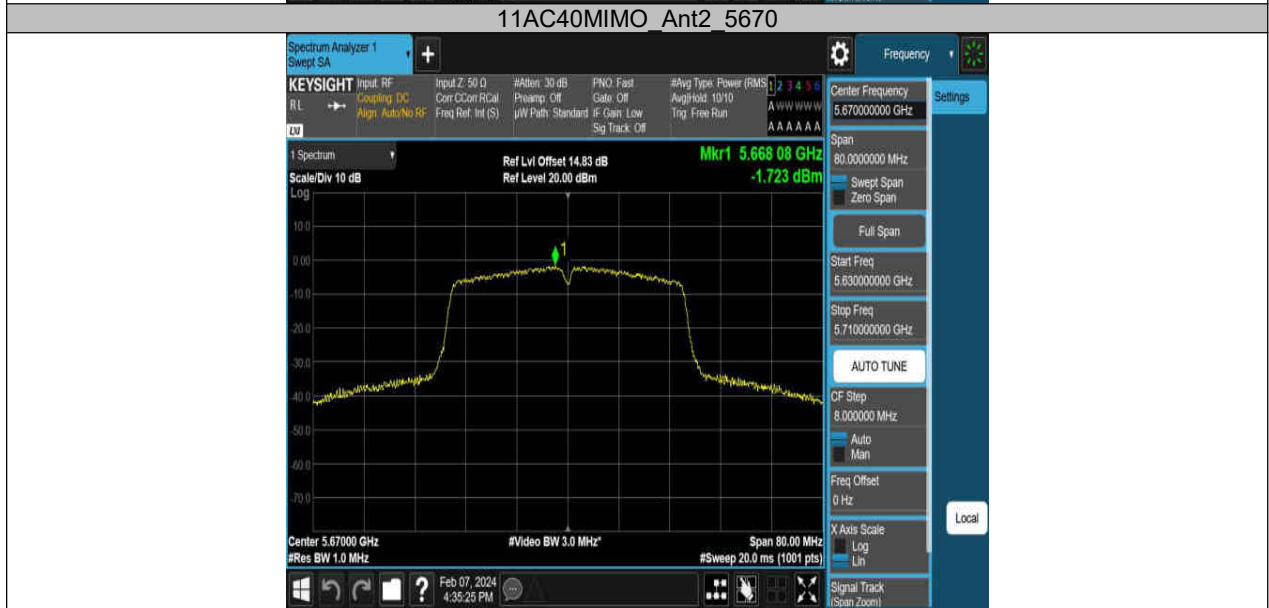 11AC40MIMO_Ant2_5670
Spectrum Analyzer 1
Swept SA
+
Frequency
KEYSIGHT
RL
LXI
Input: RF
Coupling: DC
Align: Auto/No RF
Input Z: 50 Ω
Corr CCorr RCal
Freq Ref: Int (S)
#Atten: 30 dB
Preamp: Off
µW Path: Standard
PNO: Fast
Gate: Off
IF Gain: Low
Sig Track: Off
#Avg Type: Power (RMS
Avg|Hold: 10/10
Trig: Free Run
1 2 3 4 5 6
A W W W W W
A A A A A A
Center Frequency
5.670000000 GHz
Settings
Span
80.0000000 MHz
Swept Span
Zero Span
Full Span
Start Freq
5.630000000 GHz
Stop Freq
5.710000000 GHz
AUTO TUNE
CF Step
8.000000 MHz
Auto
Man
Freq Offset
0 Hz
X Axis Scale
Log
Lin
Local
Signal Track
(Span Zoom)
1 Spectrum
Scale/Div 10 dB
Ref Lvl Offset 14.83 dB
Ref Level 20.00 dBm
Mkr1 5.668 08 GHz
-1.723 dBm
Log
10.0
0.00
-10.0
-20.0
-30.0
-40.0
-50.0
-60.0
-70.0
1
Center 5.67000 GHz
#Res BW 1.0 MHz
#Video BW 3.0 MHz*
Span 80.00 MHz
#Sweep 20.0 ms (1001 pts)
?
Feb 07, 2024
4:35:25 PM